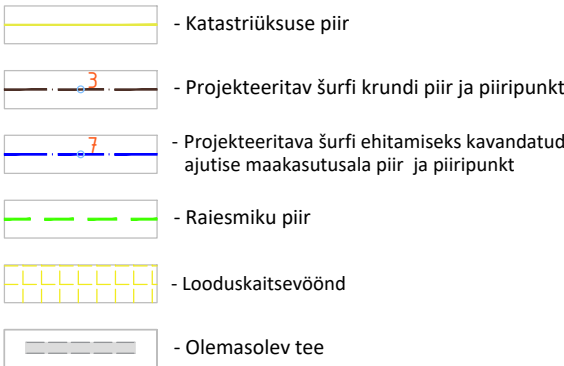 - Katastriüksuse piir
3 - Projekteeritav šurfi krundi piir ja piiripunkt
7 - Projekteeritava šurfi ehitamiseks kavandatud
ajutise maakasutusala piir ja piiripunkt
- Raiesmiku piir
- Looduskaitsevöönd
- Olemasolev tee